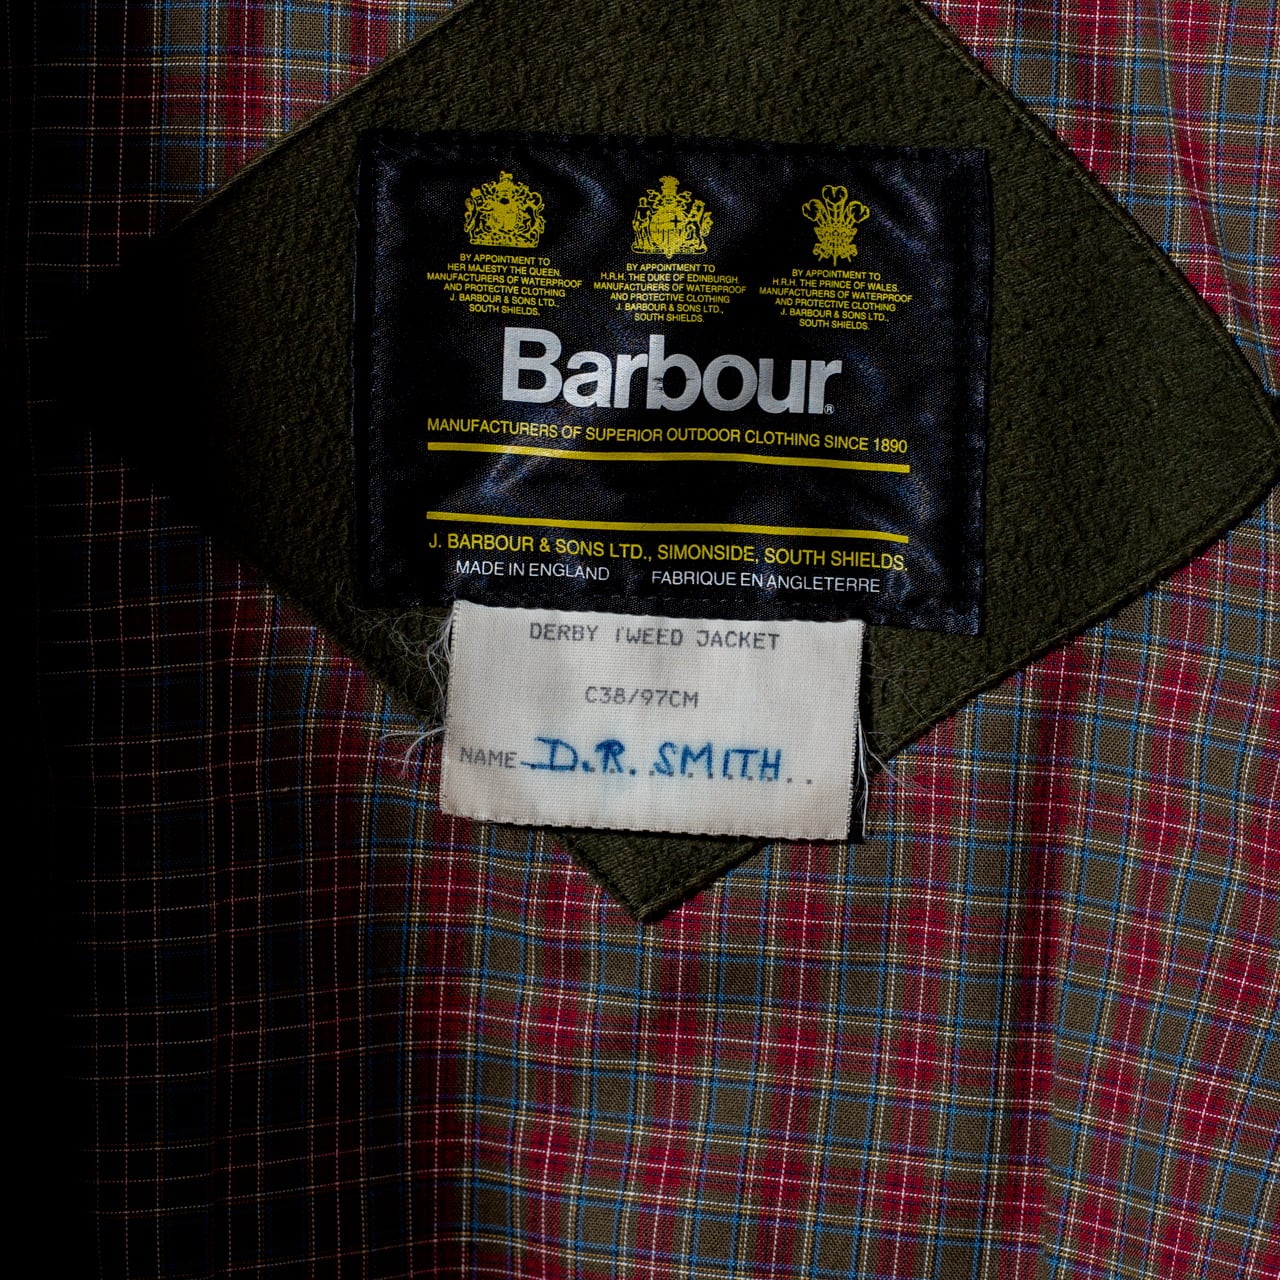 BY APPOINTMENT TO
HER MAJESTY THE QUEEN.
MANUFACTURERS OF WATERPROOF
AND PROTECTIVE CLOTHING
J. BARBOUR & SONS LTD.,
SOUTH SHIELDS.
BY APPOINTMENT TO
H.R.H. THE DUKE OF EDINBURGH.
MANUFACTURERS OF WATERPROOF
AND PROTECTIVE CLOTHING
J. BARBOUR & SONS LTD.,
SOUTH SHIELDS.
BY APPOINTMENT TO
H.R.H. THE PRINCE OF WALES.
MANUFACTURERS OF WATERPROOF
AND PROTECTIVE CLOTHING
J. BARBOUR & SONS LTD.,
SOUTH SHIELDS.
Barbour®
MANUFACTURERS OF SUPERIOR OUTDOOR CLOTHING SINCE 1890
J. BARBOUR & SONS LTD., SIMONSIDE, SOUTH SHIELDS.
MADE IN ENGLAND FABRIQUE EN ANGLETERRE
DERBY TWEED JACKET
C38/97CM
NAME D.R. SMITH